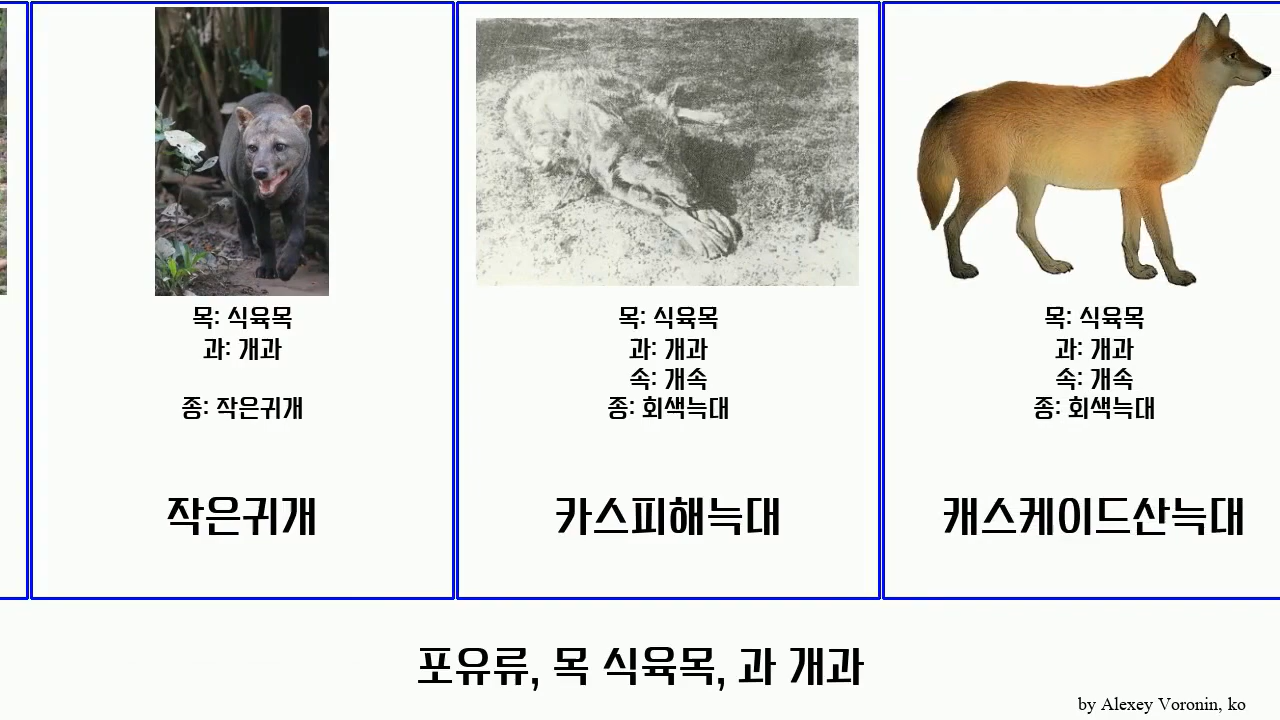 목: 식육목
과: 개과
종: 작은귀개
작은귀개
목: 식육목
과: 개과
속: 개속
종: 회색늑대
카스피해늑대
목: 식육목
과: 개과
속: 개속
종: 회색늑대
캐스케이드산늑대
포유류, 목 식육목, 과 개과
by Alexey Voronin, ko